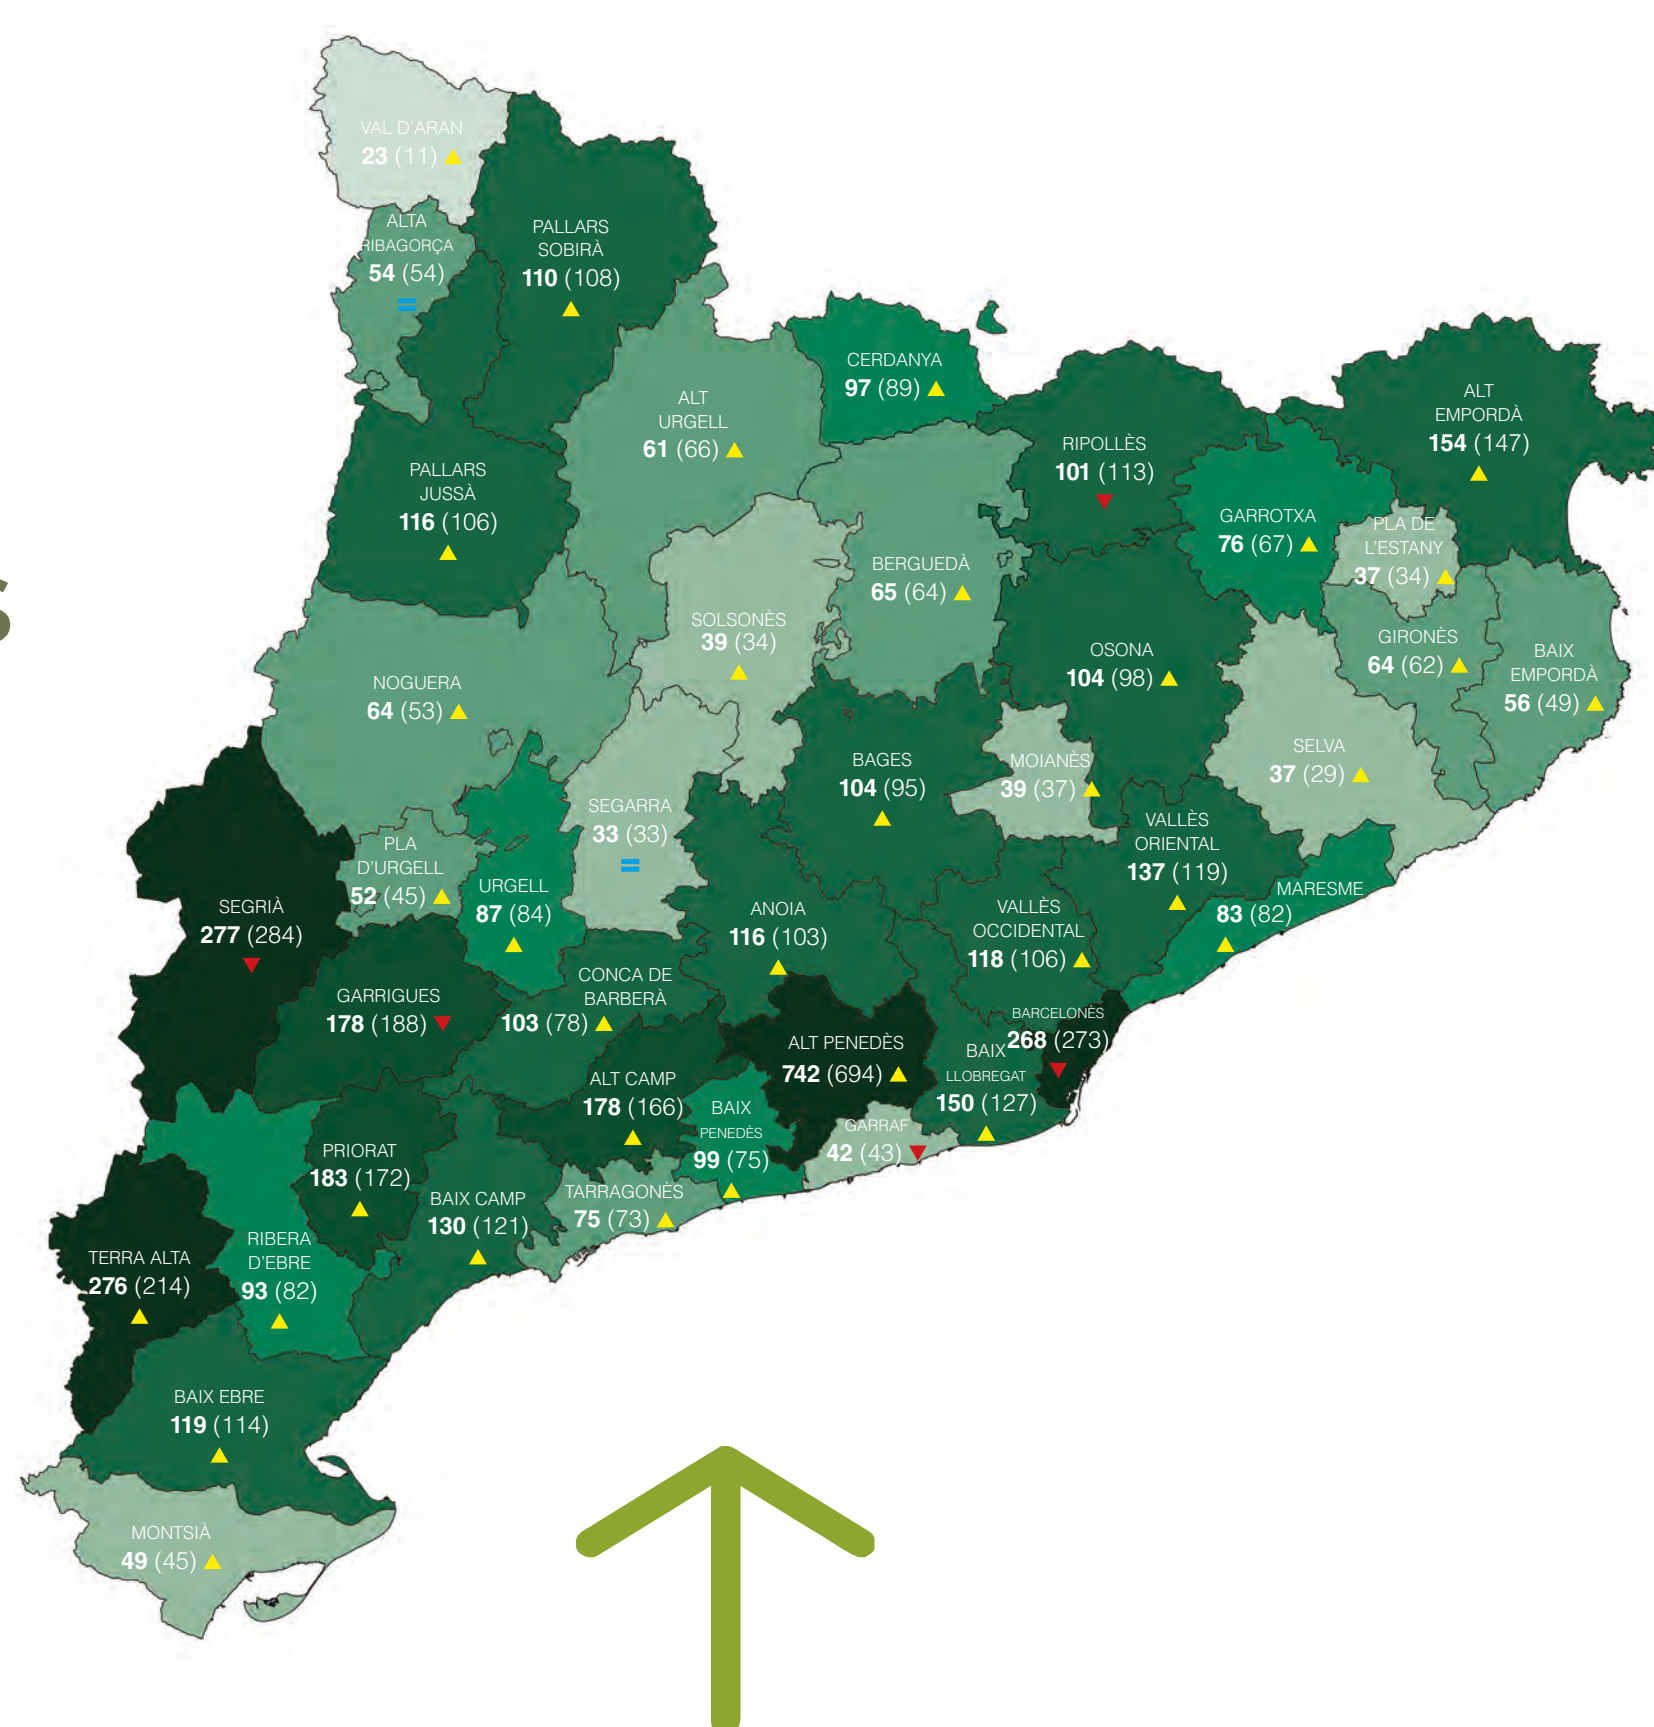 VAL D'ARAN
23 (11)
ALTA
RIBAGORÇA
54 (54)
=
PALLARS
SOBIRÀ
110 (108)
CERDANYA
97 (89)
ALT
URGELL
61 (66)
RIPOLLÈS
101 (113)
ALT
EMPORDÀ
154 (147)
PALLARS
JUSSÀ
116 (106)
GARROTXA
76 (67)
PLA DE
L'ESTANY
37 (34)
BERGUEDÀ
65 (64)
SOLSONÈS
39 (34)
OSONA
104 (98)
GIRONÈS
64 (62)
BAIX
EMPORDÀ
56 (49)
NOGUERA
64 (53)
BAGES
104 (95)
MOIANÈS
39 (37)
SELVA
37 (29)
SEGARRA
33 (33)
=
VALLÈS
ORIENTAL
137 (119)
PLA
D'URGELL
52 (45)
URGELL
87 (84)
MARESME
83 (82)
SEGRIÀ
277 (284)
ANOIA
116 (103)
VALLÈS
OCCIDENTAL
118 (106)
GARRIGUES
178 (188)
CONCA DE
BARBERÀ
103 (78)
BARCELONÈS
268 (273)
ALT PENEDÈS
742 (694)
BAIX
LLOBREGAT
150 (127)
ALT CAMP
178 (166)
BAIX
PENEDÈS
99 (75)
GARRAF
42 (43)
PRIORAT
183 (172)
BAIX CAMP
130 (121)
TARRAGONÈS
75 (73)
TERRA ALTA
276 (214)
RIBERA
D'EBRE
93 (82)
BAIX EBRE
119 (114)
MONTSIÀ
49 (45)